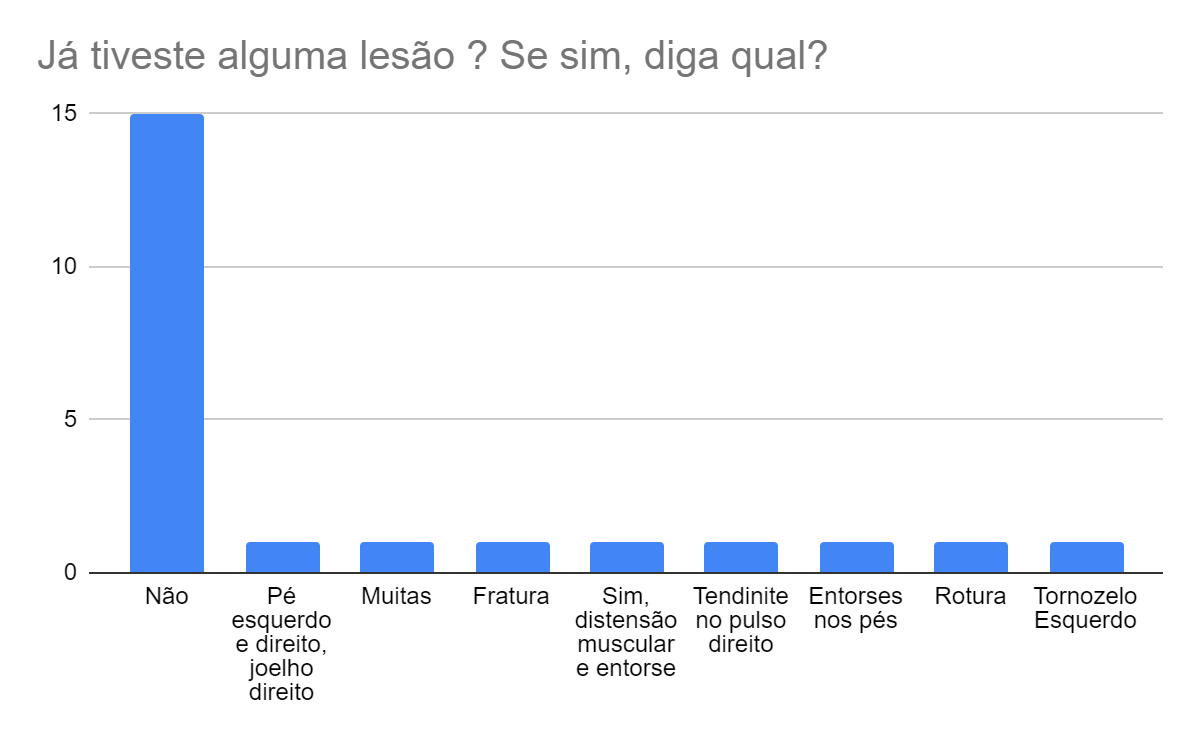 Já tiveste alguma lesão ? Se sim, diga qual?
15
10
5
0
Não
Pé
esquerdo
e direito,
joelho
direito
Muitas
Fratura
Sim,
distensão
muscular
e entorse
Tendinite
no pulso
direito
Entorses
nos pés
Rotura
Tornozelo
Esquerdo